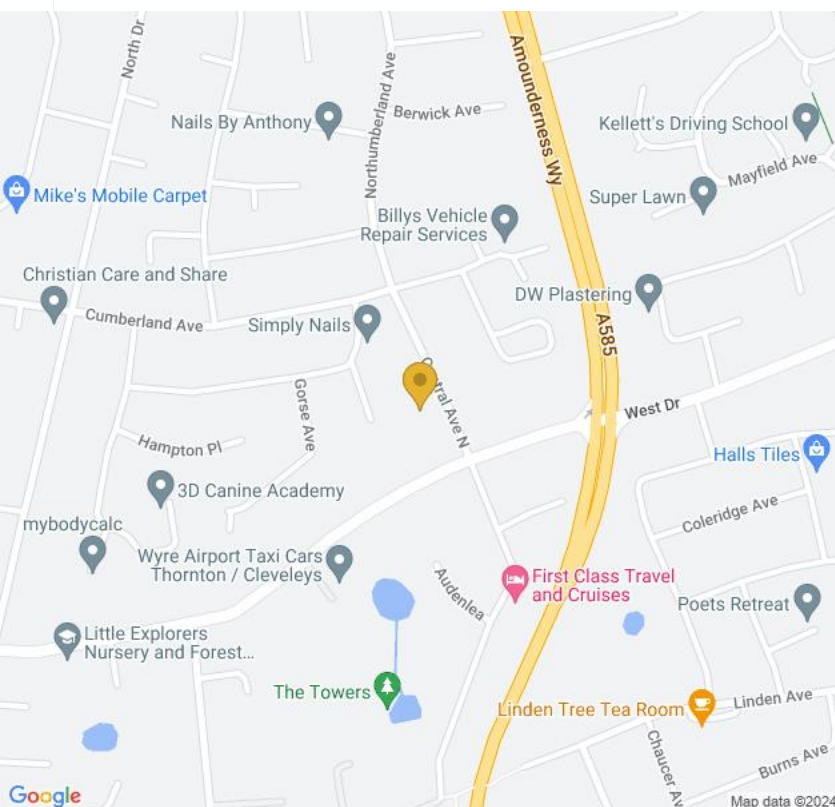 North Dr
Nails By Anthony
Northumberland Ave
Berwick Ave
Amounderness Wy
Kellett's Driving School
Mayfield Ave
Mike's Mobile Carpet
Super Lawn
Billys Vehicle
Repair Services
Christian Care and Share
DW Plastering
Cumberland Ave
Simply Nails
A585
Central Ave N
Gorse Ave
West Dr
Hampton Pl
Halls Tiles
3D Canine Academy
Coleridge Ave
mybodycalc
Wyre Airport Taxi Cars
Thornton / Cleveleys
Audenlea
First Class Travel
and Cruises
Poets Retreat
Little Explorers
Nursery and Forest...
The Towers
Linden Tree Tea Room
Linden Ave
Chaucer Av
Burns Ave
Google
Map data ©2024